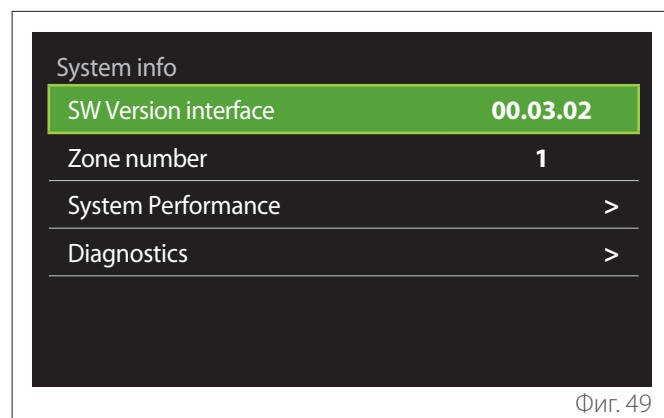 System info
SW Version interface 00.03.02
Zone number 1
System Performance >
Diagnostics >
Фиг. 49